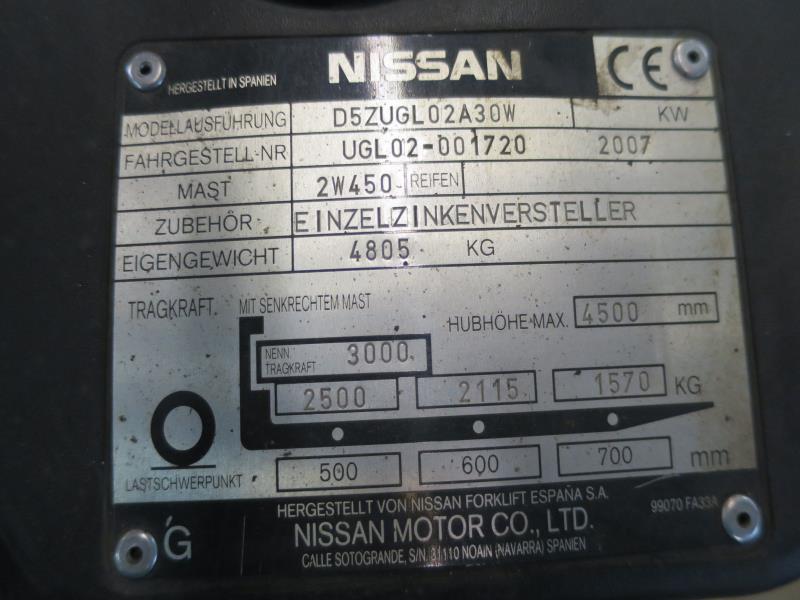 HERGESTELLT IN SPANIEN NISSAN CE
MODELLAUSFÜHRUNG D5ZUGL02A30W KW
FAHRGESTELL-NR UGL02-001720 2007
MAST 2W450 REIFEN
ZUBEHÖR EINZELZINKENVERSTELLER
EIGENGEWICHT 4805 KG
TRAGKRAFT. MIT SENKRECHTEM MAST
HUBHÖHE MAX. 4500 mm
NENN. TRAGKRAFT 3000
2500 2115 1570 KG
LASTSCHWERPUNKT 500 600 700 mm
HERGESTELLT VON NISSAN FORKLIFT ESPAÑA S.A. 99070 FA33A
G NISSAN MOTOR CO., LTD.
CALLE SOTOGRANDE, S/N. 31110 NOAIN (NAVARRA) SPANIEN